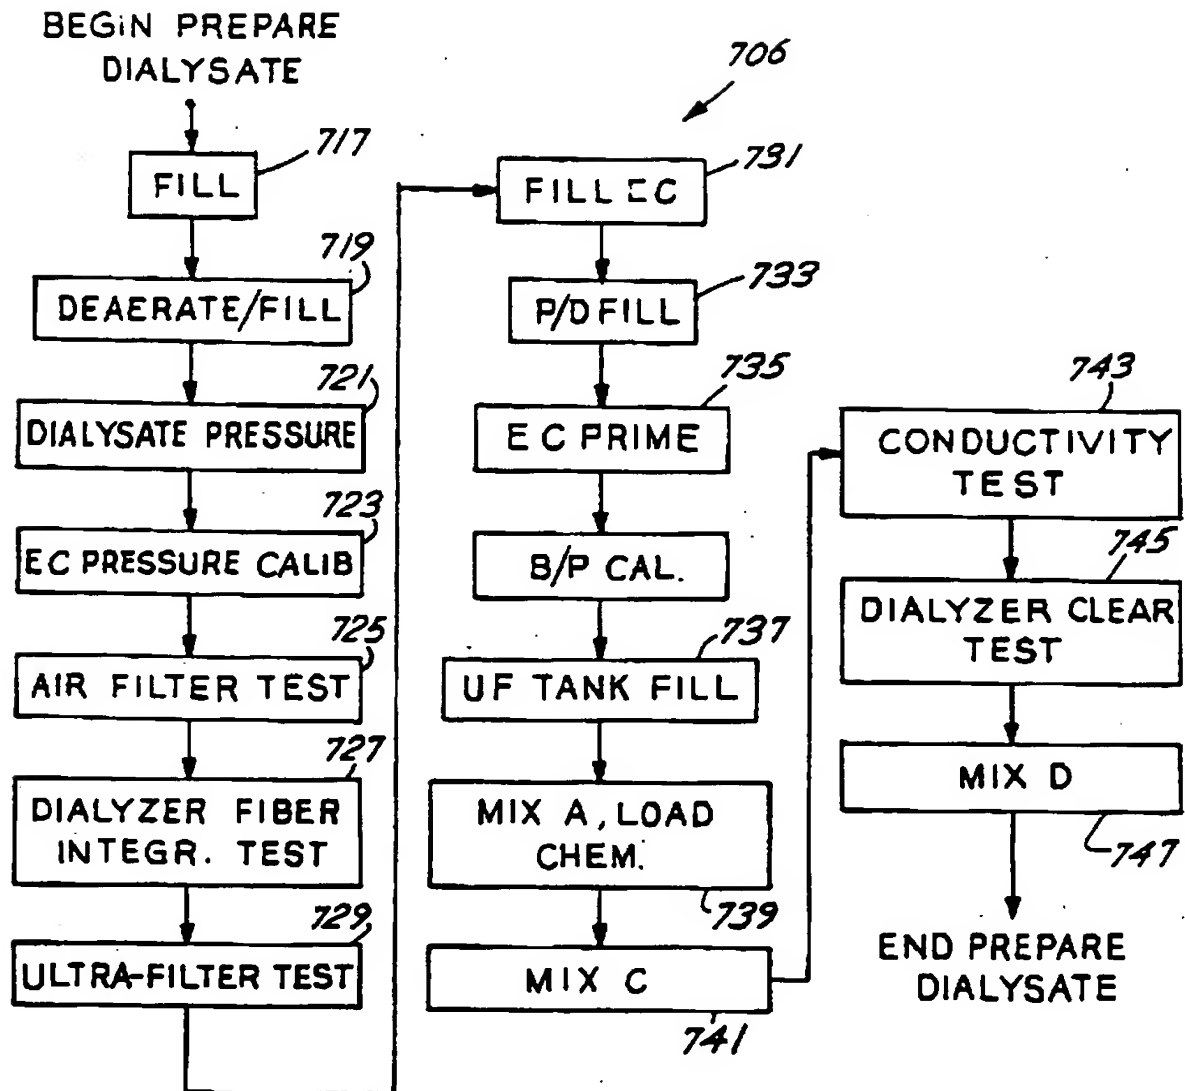 BEGIN PREPARE
DIALYSATE
717
FILL
719
DEAERATE/FILL
721
DIALYSATE PRESSURE
723
EC PRESSURE CALIB
725
AIR FILTER TEST
727
DIALYZER FIBER
INTEGR. TEST
729
ULTRA-FILTER TEST
706
731
FILL EC
733
P/D FILL
735
EC PRIME
B/P CAL.
737
UF TANK FILL
MIX A, LOAD
CHEM.
739
MIX C
741
743
CONDUCTIVITY
TEST
745
DIALYZER CLEAR
TEST
MIX D
747
END PREPARE
DIALYSATE